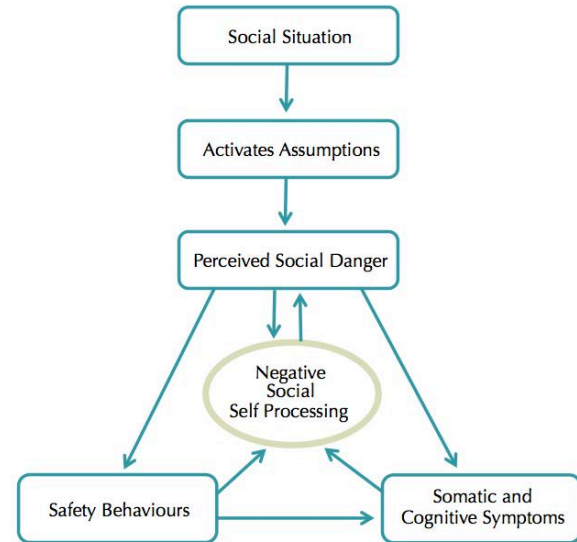 Social Situation
Activates Assumptions
Perceived Social Danger
Negative
Social
Self Processing
Safety Behaviours
Somatic and
Cognitive Symptoms